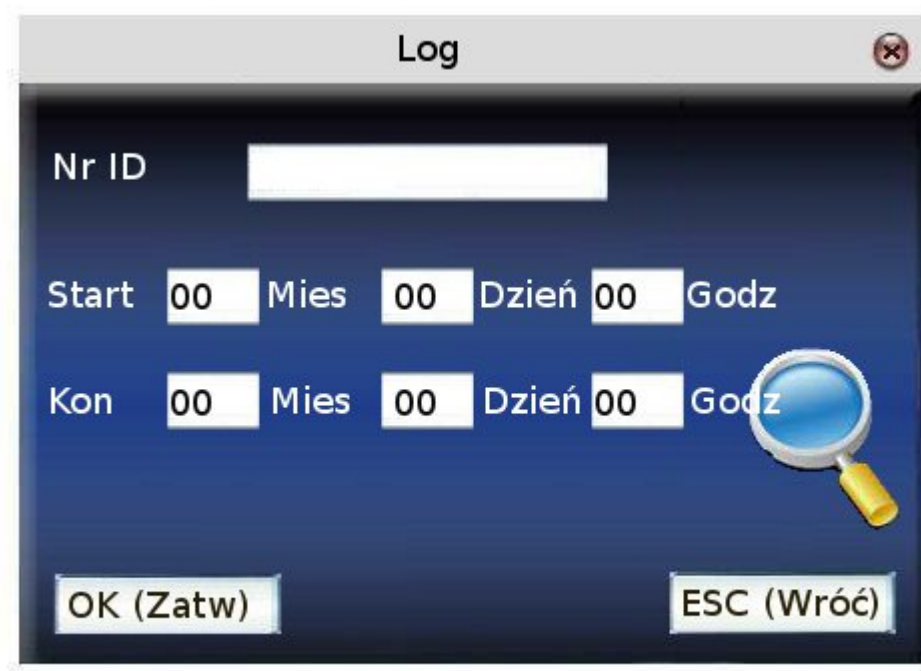 Log
Nr ID
Start 00 Mies 00 Dzień 00 Godz
Kon 00 Mies 00 Dzień 00 Godz
OK (Zatw) ESC (Wróć)